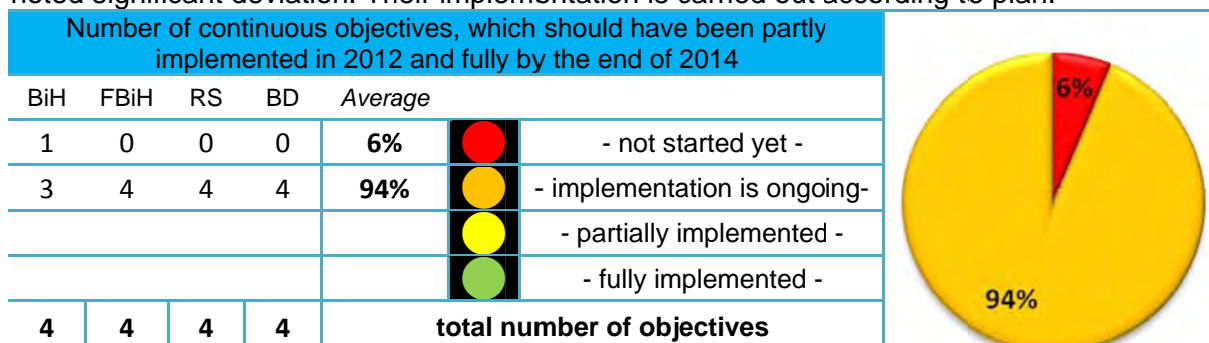 noted significant deviation. Their implementation is carried out according to plan.
Number of continuous objectives, which should have been partly
implemented in 2012 and fully by the end of 2014
BiH FBiH RS BD Average
1 0 0 0 6% - not started yet -
3 4 4 4 94% - implementation is ongoing-
- partially implemented -
- fully implemented -
4 4 4 4 total number of objectives
6%
94%